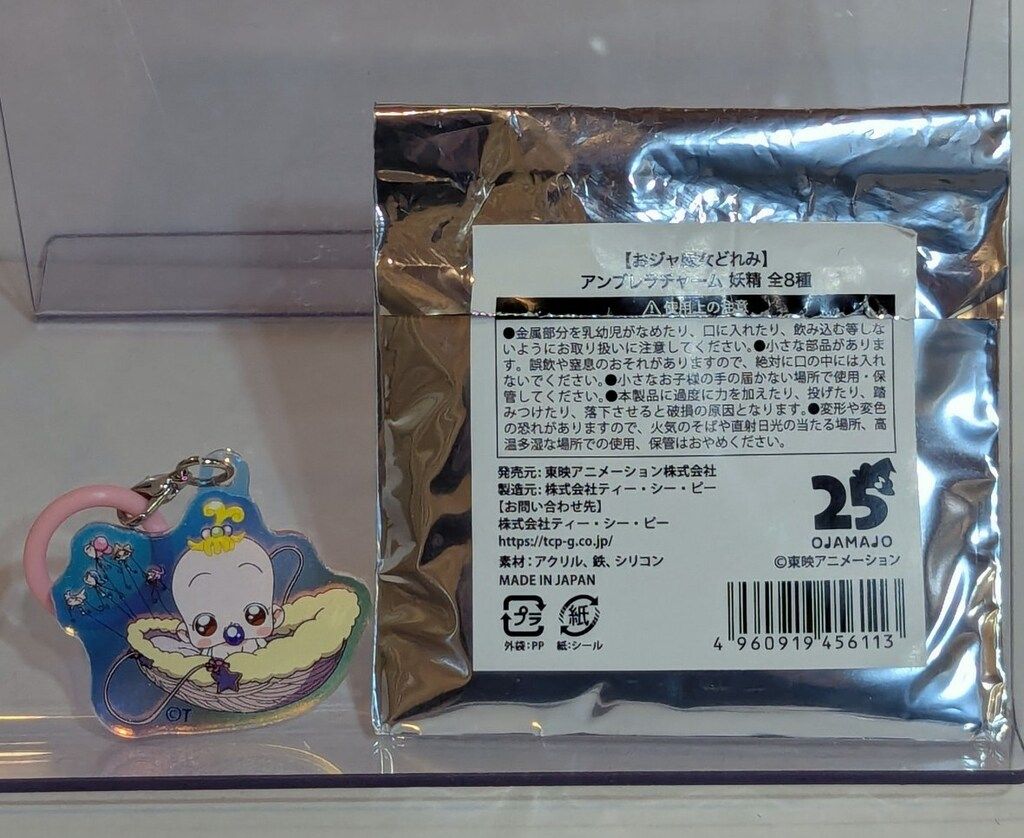 【おジャ魔女どれみ】
アンブレラチャーム 妖精 全8種
⚠使用上の注意
●金属部分を乳幼児がなめたり、口に入れたり、飲み込む等しな
いようにお取り扱いに注意してください。●小さな部品がありま
す。誤飲や窒息のおそれがありますので、絶対に口の中には入れ
ないでください。●小さなお子様の手の届かない場所で使用・保
管してください。●本製品に過度に力を加えたり、投げたり、踏
みつけたり、落下させると破損の原因となります。●変形や変色
の恐れがありますので、火気のそばや直射日光の当たる場所、高
温多湿な場所での使用、保管はおやめください。
発売元：東映アニメーション株式会社
製造元：株式会社ティー・シー・ピー
【お問い合わせ先】
株式会社ティー・シー・ピー
https://tcp-g.co.jp/
素材：アクリル、鉄、シリコン
MADE IN JAPAN
25
OJAMAJO
©東映アニメーション
プラ
紙
外袋：PP 紙：シール
4 960919 456113
©T